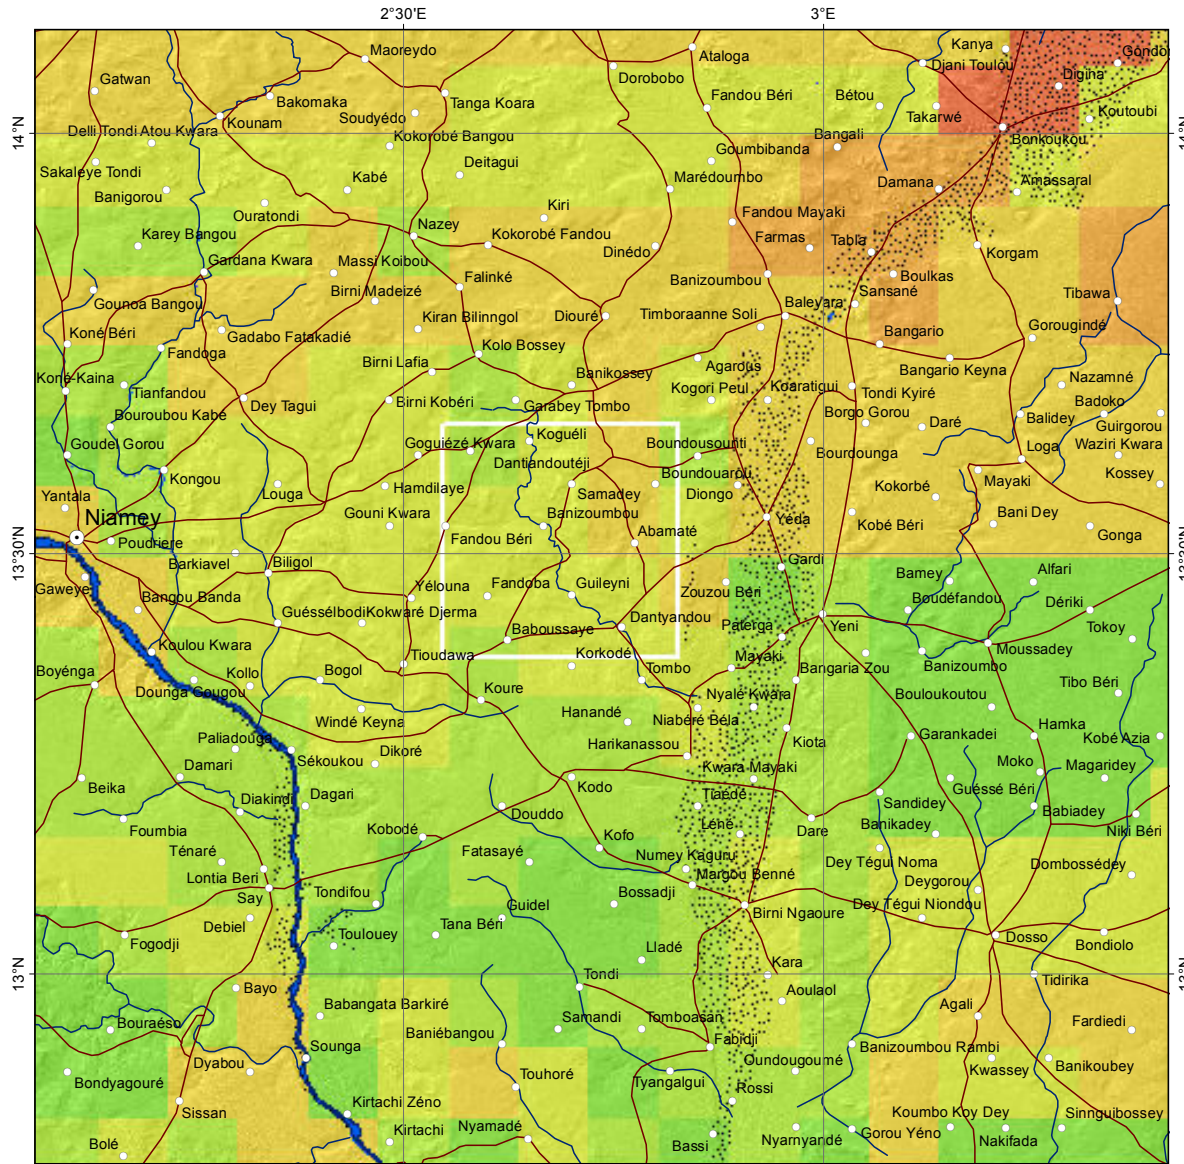 2°30'E
3°E
Maoreydo
Ataloga
Kanya
Góndo
Djani Toulou
Gatwan
Dorobobo
Digina
Bakomaka
Tanga Koara
Fandou Béri
Bétou
Takarwé
Koutoubi
Kounam
Soudyédo
14°N
Delli Tondi Atou Kwara
Kokorobé Bangou
Bangali
Bonkoukou
14°N
Goumbibanda
Sakaleye Tondi
Deitagui
Banigorou
Kabé
Marédoumbo
Damana
Amassaral
Ouratondi
Kiri
Fandou Mayaki
Karey Bangou
Nazey
Kokorobé Fandou
Dinédo
Farmas
Tabla
Korgam
Gardana Kwara
Massi Koibou
Falinké
Banizoumbou
Boulkas
Sansané
Gounoa Bangou
Birni Madeizé
Tibawa
Baleyara
Koné Béri
Gadabo Fatakadié
Kiran Bilinngol
Diouré
Timboraanne Soli
Bangario
Gorougindé
Fandoga
Kolo Bossey
Birni Lafia
Agardus
Bangario Keyna
Koné-Kaina
Tianfandou
Banikossey
Kogori Peul
Koaratigui
Tondi Kyiré
Nazamné
Bouroubou Kabé
Dey Tagui
Birni Kobéri
Garabey Tombo
Borgo Gorou
Daré
Balidey
Badoko
Guirgorou
Goudel Gorou
Goguiézé Kwara
Koguéli
Boundousounti
Bourdounga
Loga
Waziri Kwara
Dantiandoutéji
Boundouarou
Kossey
Kongou
Louga
Hamdilaye
Samadey
Diongo
Kokorbé
Mayaki
Yantala
Niamey
Gouni Kwara
Banizoumbou
Abamaté
Yéda
Kobé Béri
Bani Dey
Gonga
Poudriere
Fandou Béri
13°30'N
Barkiavel
Biligol
Gardi
13°30'N
Gaweye
Bangou Banda
Yélouna
Fandoba
Guileyni
Zouzou Béri
Bamey
Alfari
Boudéfandou
Dériki
Guéssélbodi
Kokwaré Djerma
Baboussaye
Dantyandou
Paterga
Yeni
Tokoy
Koulou Kwara
Moussadey
Boyénga
Kollo
Bogol
Tioudawa
Korkodé
Tombo
Mayaki
Bangaria Zou
Banizoumbo
Dounga Gougou
Koure
Nyalé Kwara
Bouloukoutou
Tibo Béri
Windé Keyna
Hanandé
Niabéré Béla
Paliadouga
Dikoré
Harikanassou
Kiota
Garankadei
Hamka
Kobé Azia
Sékoukou
Kwara Mayaki
Moko
Damari
Magaridey
Beika
Kodo
Guéssé Béri
Diakindi
Dagari
Douddo
Tiaédé
Sandidey
Babiadey
Foumbia
Kobodé
Kofo
Léné
Dare
Banikadey
Niki Béri
Ténaré
Fatasayé
Numey Kaguru
Dey Tégui Noma
Dombossédey
Lontia Beri
Margou Benné
Deygorou
Say
Tondifou
Bossadji
Dey Tégui Niondou
Guidel
Birni Ngaoure
Debiel
Tana Béri
Fogodji
Toulouey
Lladé
Dosso
Bondiolo
13°N
Tondi
Kara
Tidirika
13°N
Bayo
Babangata Barkiré
Aoulaol
Agali
Bouraéso
Baniébangou
Samandi
Tomboasan
Fardiedi
Sounga
Fabidji
Dyabou
Oundougoumé
Banizoumbou Rambi
Bondyagouré
Touhoré
Tyangalgui
Kwassey
Banikoubey
Rossi
Sissan
Kirtachi Zéno
Koumbo Koy Dey
Sinnguibossey
Kirtachi
Nyamadé
Bolé
Bassi
Nyarnyandé
Gorou Yéno
Nakifada